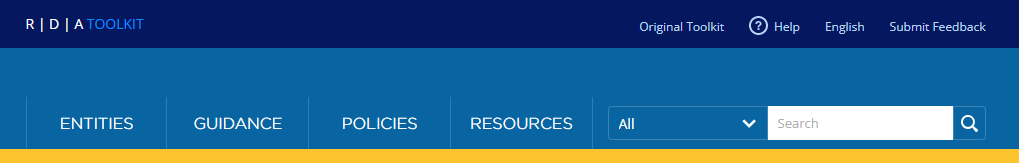 R | D | A TOOLKIT
Original Toolkit ? Help English Submit Feedback
ENTITIES GUIDANCE POLICIES RESOURCES All Search